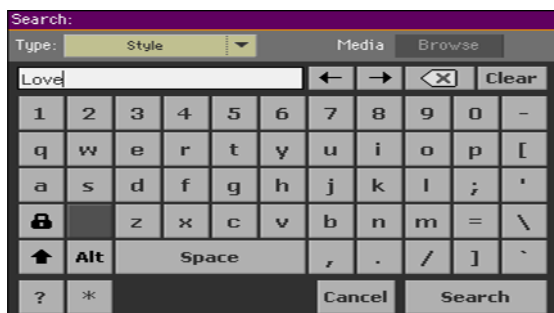 Search:
Type: Style Media Browse
Love ← → Clear
1 2 3 4 5 6 7 8 9 0 -
q w e r t y u i o p [
a s d f g h j k l ; '
z x c v b n m = \
Alt Space , . / ] `
? * Cancel Search